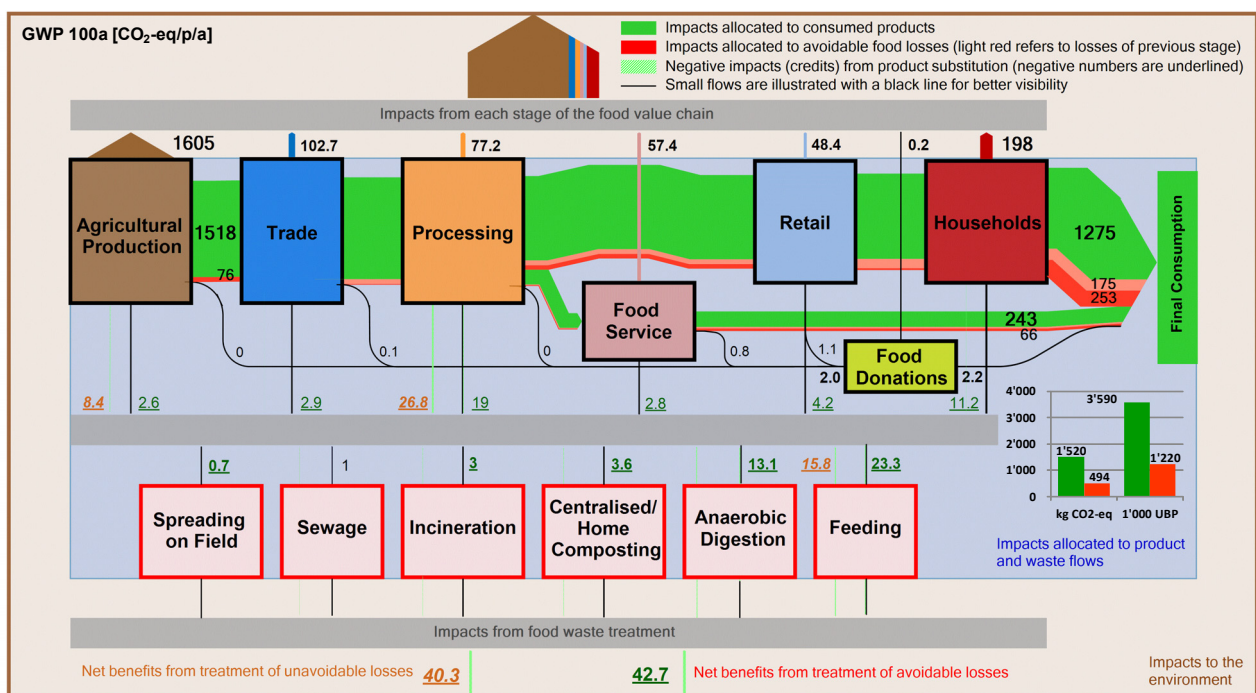 GWP 100a [CO₂-eq/p/a]
Impacts allocated to consumed products
Impacts allocated to avoidable food losses (light red refers to losses of previous stage)
Negative impacts (credits) from product substitution (negative numbers are underlined)
Small flows are illustrated with a black line for better visibility
Impacts from each stage of the food value chain
1605
102.7
77.2
57.4
48.4
0.2
198
Agricultural
Production
Trade
Processing
Retail
Households
1518
76
1275
175
253
Final Consumption
Food
Service
243
66
0
0.1
0
0.8
1.1
2.0
Food
Donations
2.2
8.4
2.6
2.9
26.8
19
2.8
4.2
11.2
4'000
3'000
2'000
1'000
0
3'590
1'520
494
1'220
kg CO2-eq
1'000 UBP
Impacts allocated to product
and waste flows
0.7
1
3
3.6
13.1
15.8
23.3
Spreading
on Field
Sewage
Incineration
Centralised/
Home
Composting
Anaerobic
Digestion
Feeding
Impacts from food waste treatment
Net benefits from treatment of unavoidable losses
40.3
42.7
Net benefits from treatment of avoidable losses
Impacts to the
environment